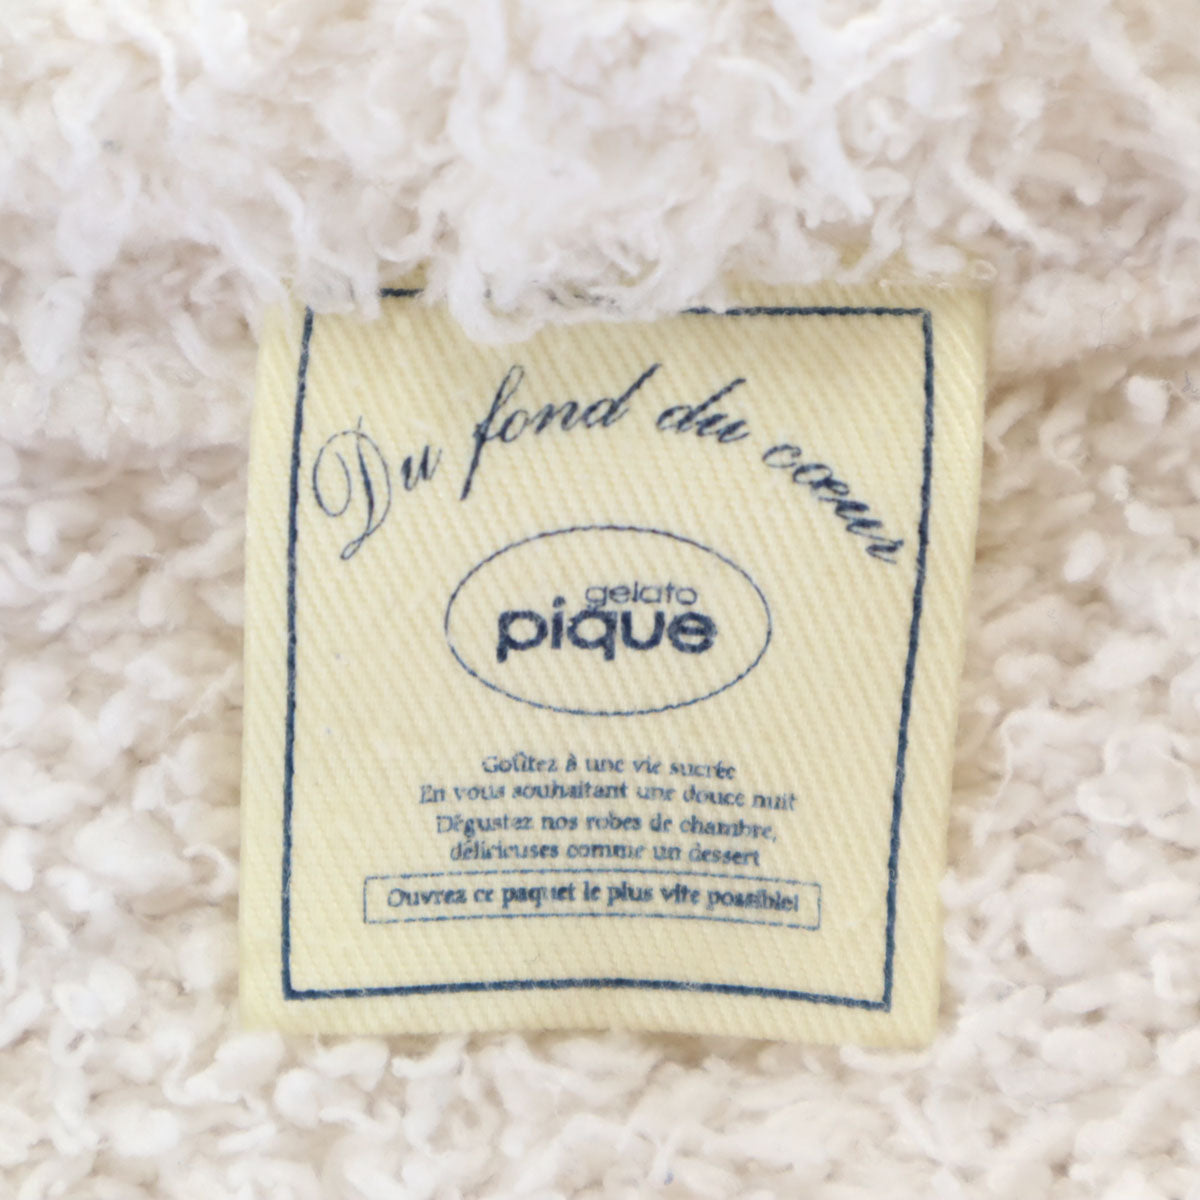 Du fond du cœur
gelato
pique
Goûtez à une vie sucrée
En vous souhaitant une douce nuit
Dégustez nos robes de chambre,
délicieuses comme un dessert
Ouvrez ce paquet le plus vite possible!